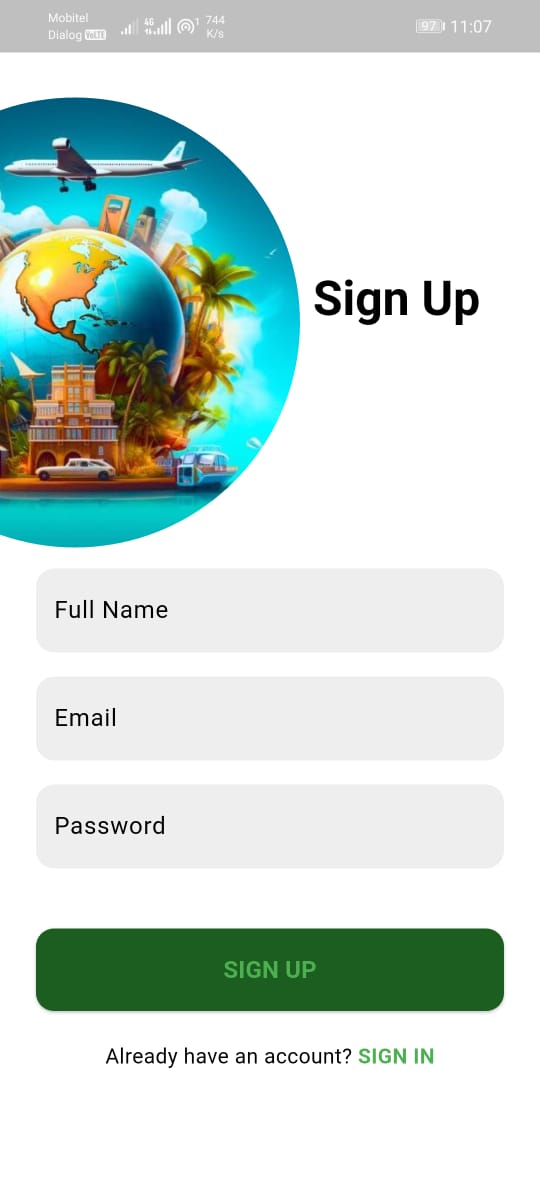 Mobitel
Dialog VoLTE
4G
1
744
K/s
97
11:07
Sign Up
Full Name
Email
Password
SIGN UP
Already have an account? SIGN IN